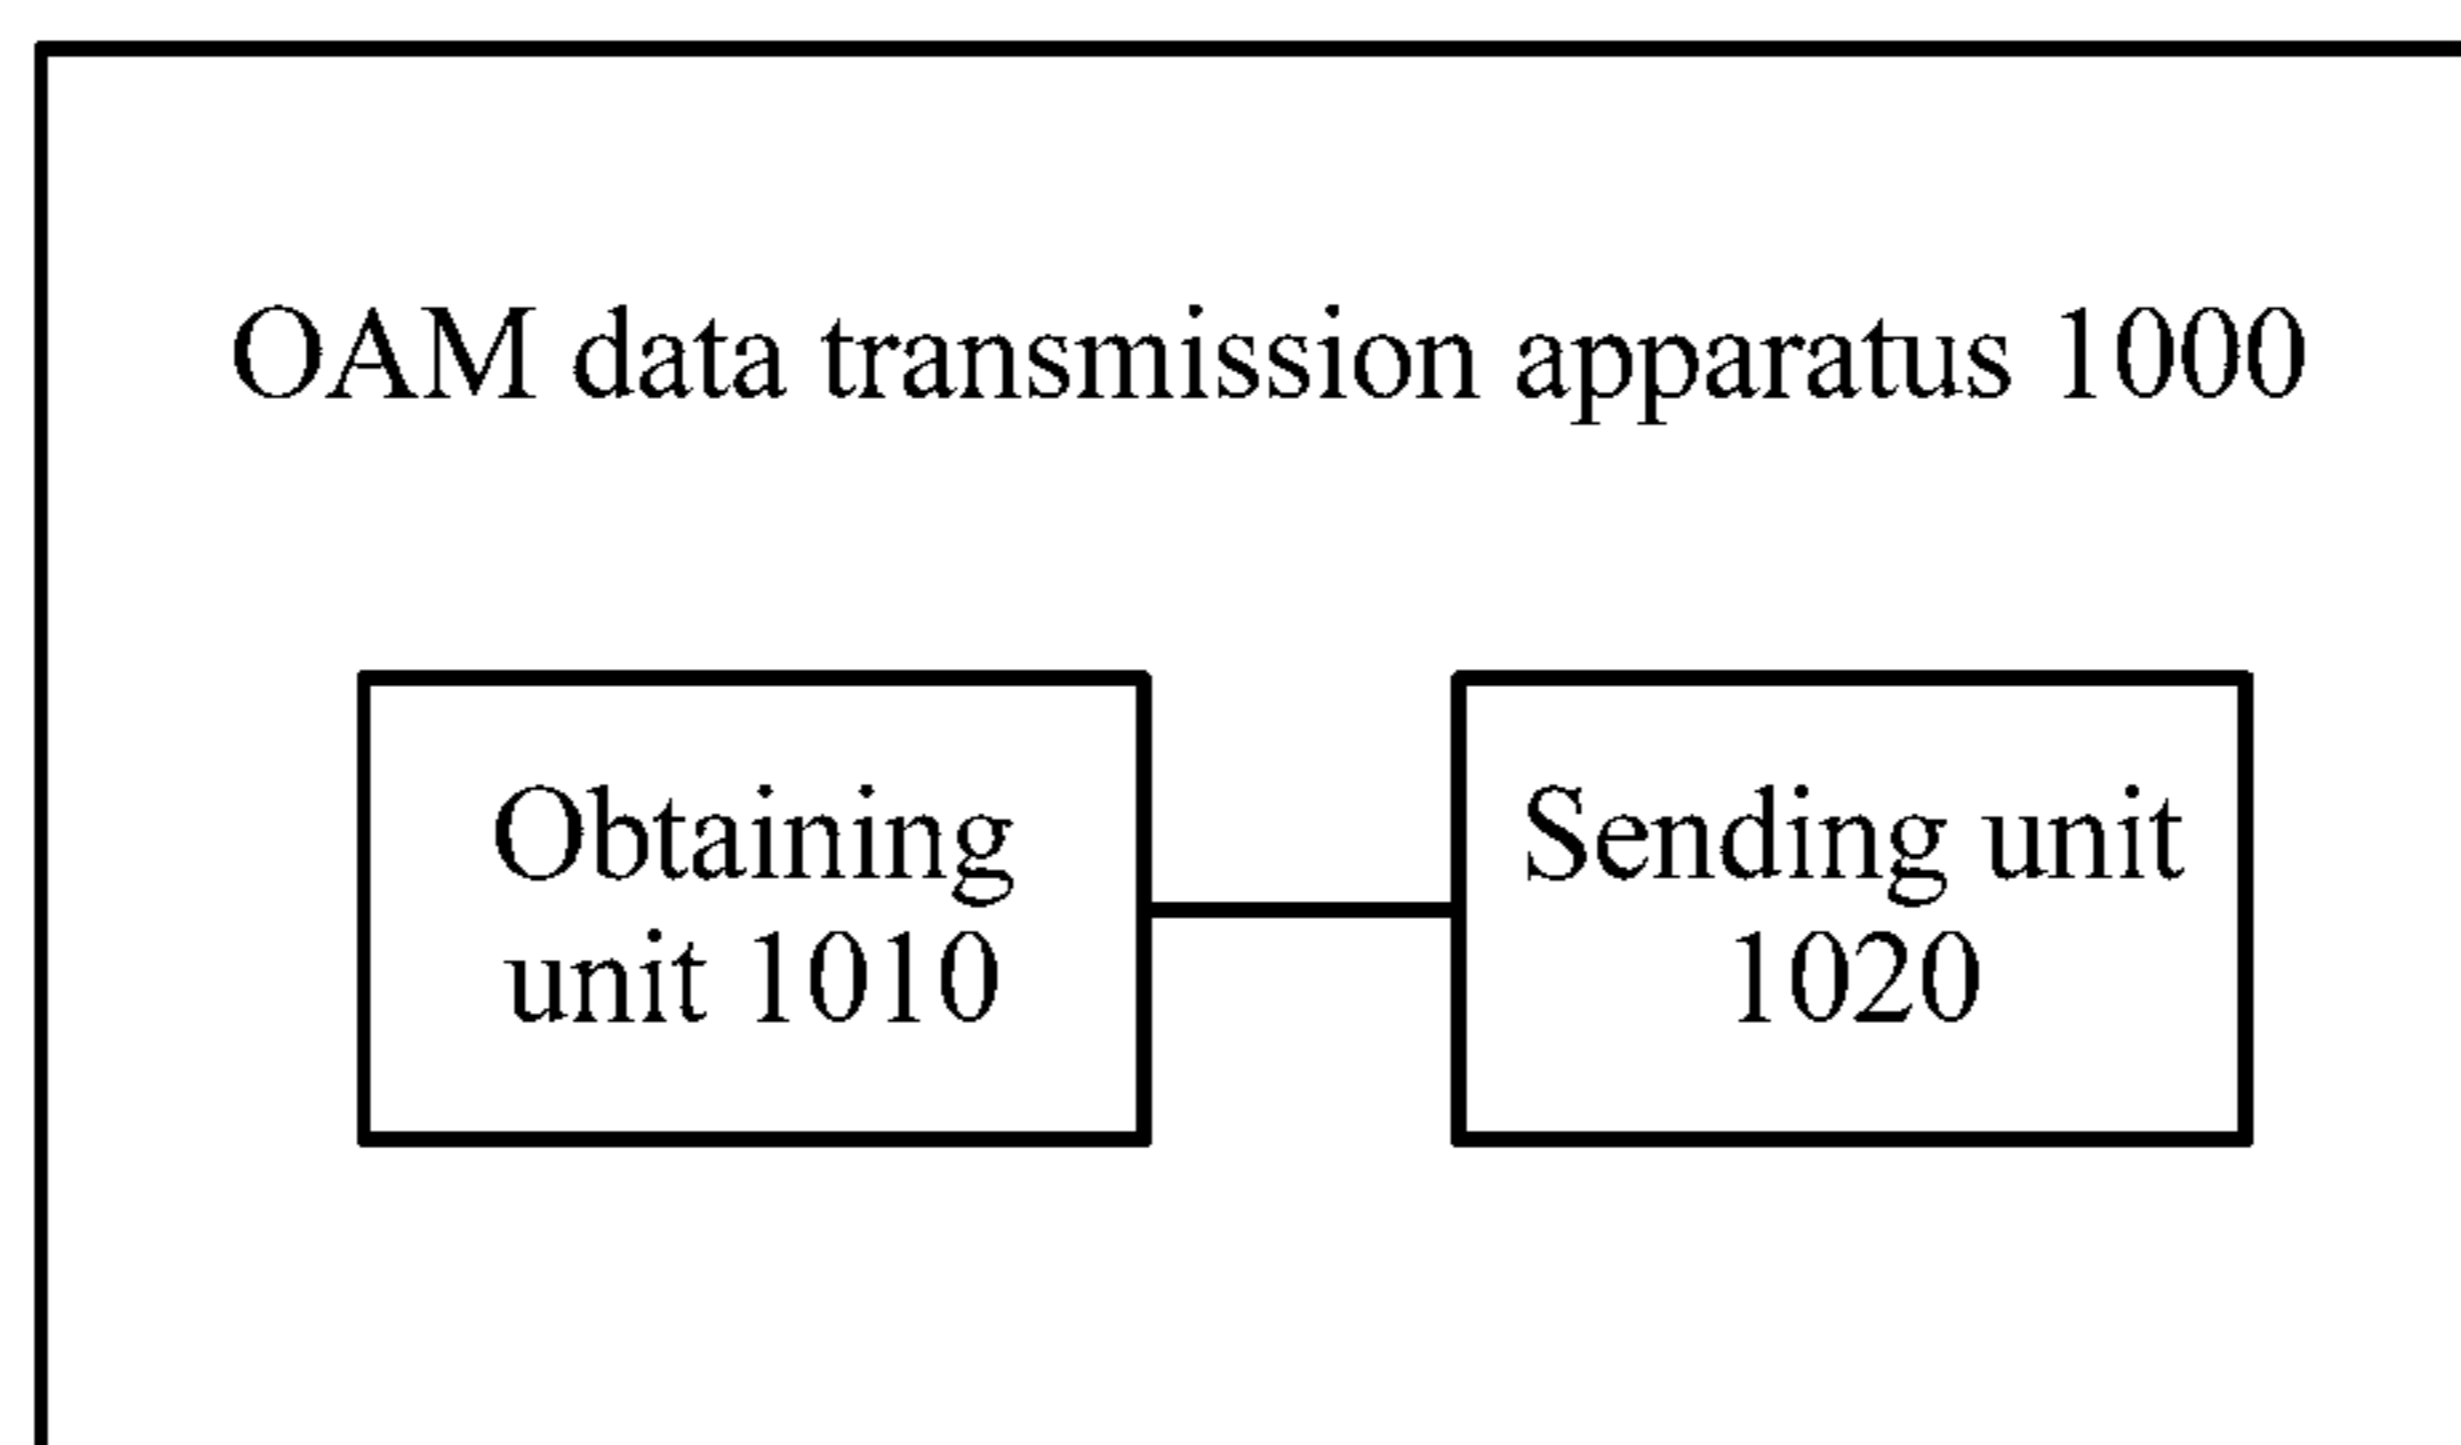 OAM data transmission apparatus 1000
Obtaining
unit 1010
Sending unit
1020